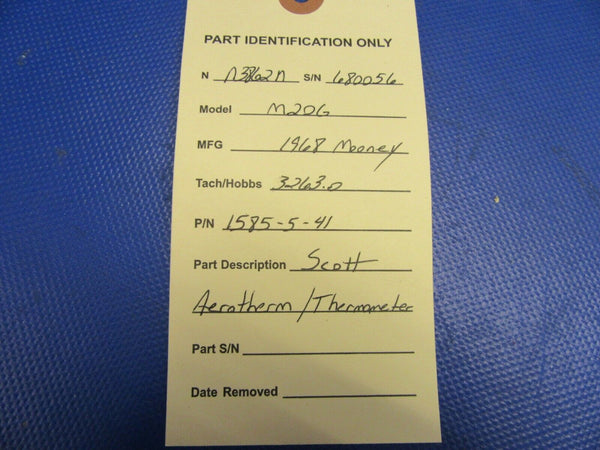 PART IDENTIFICATION ONLY
N N3862N S/N 680056
Model M20G
MFG 1968 Mooney
Tach/Hobbs 3263.0
P/N 1585-5-41
Part Description Scott
Aerotherm/Thermometer
Part S/N
Date Removed